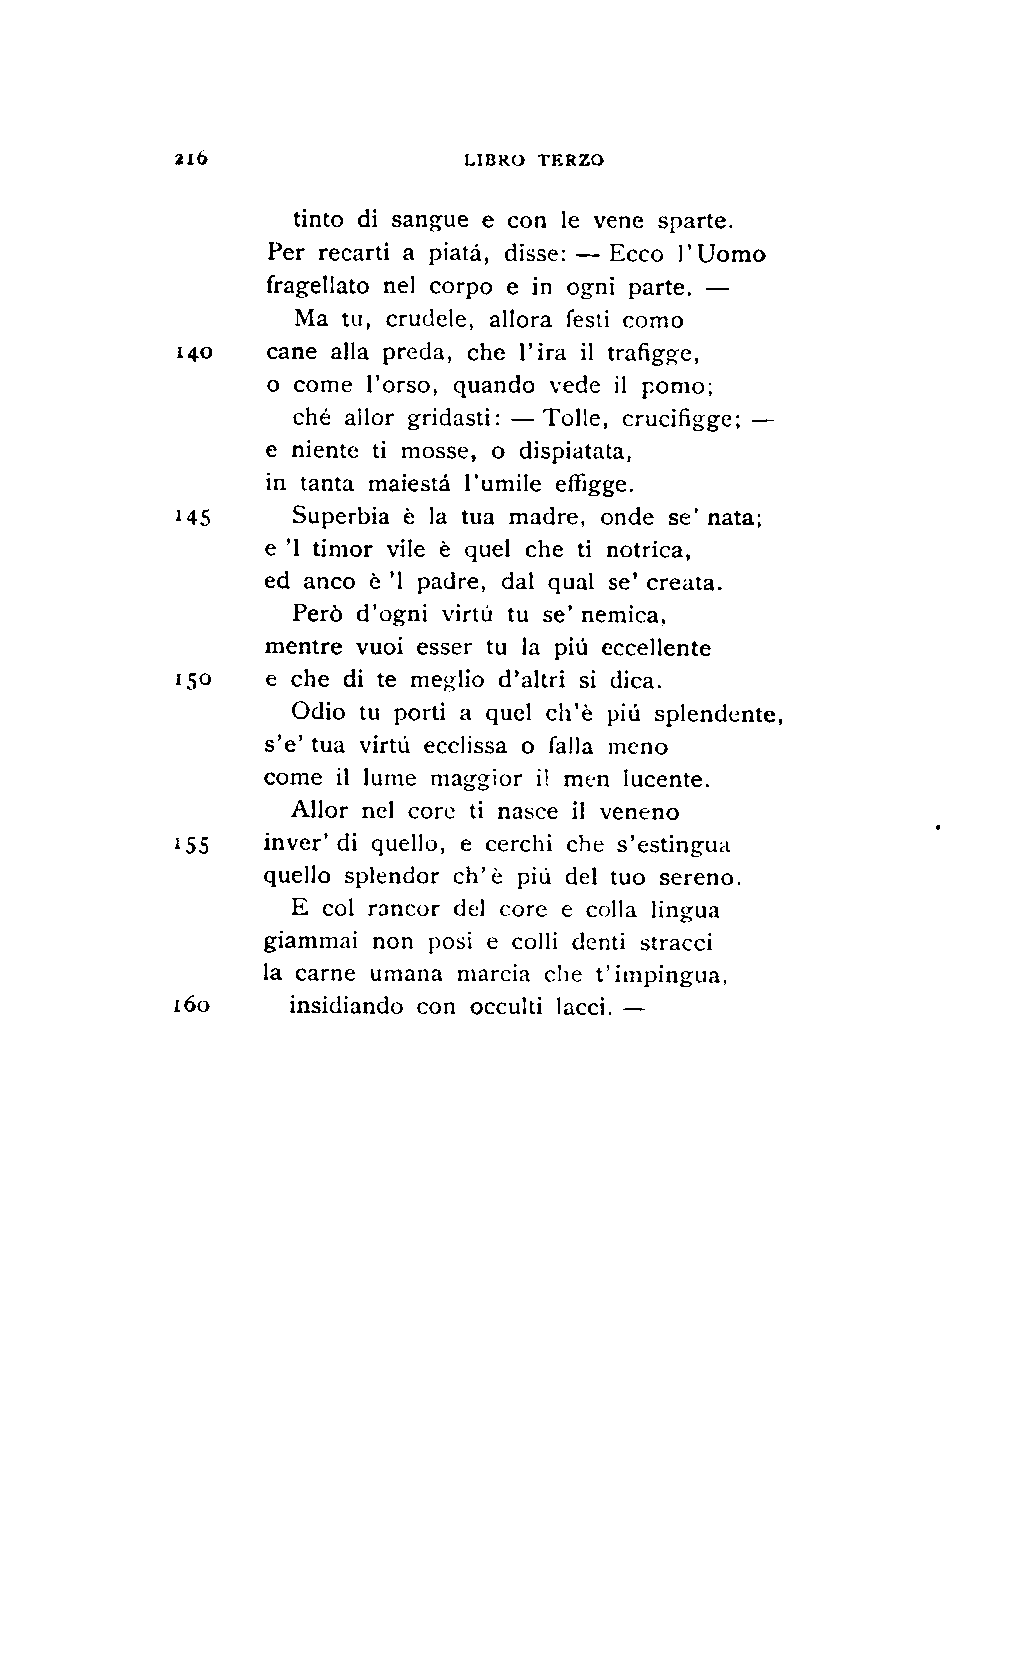 216 LIBRO TERZO
tinto di sangue e con le vene sparte.
Per recarti a piatá, disse: — Ecco l'Uomo
fragellato nel corpo e in ogni parte. —
Ma tu, crudele, allora festi como
140 cane alla preda, che l'ira il trafigge,
o come l'orso, quando vede il pomo;
ché allor gridasti: — Tolle, crucifigge; —
e niente ti mosse, o dispiatata,
in tanta maiestá l'umile effigge.
145 Superbia è la tua madre, onde se' nata;
e 'l timor vile è quel che ti notrica,
ed anco è 'l padre, dal qual se' creata.
Però d'ogni virtú tu se' nemica,
mentre vuoi esser tu la piú eccellente
150 e che di te meglio d'altri si dica.
Odio tu porti a quel ch'è piú splendente,
s'e' tua virtú ecclissa o falla meno
come il lume maggior il men lucente.
Allor nel core ti nasce il veneno
155 inver' di quello, e cerchi che s'estingua
quello splendor ch'è piú del tuo sereno.
E col rancor del core e colla lingua
giammai non posi e colli denti stracci
la carne umana marcia che t'impingua,
160 insidiando con occulti lacci. —